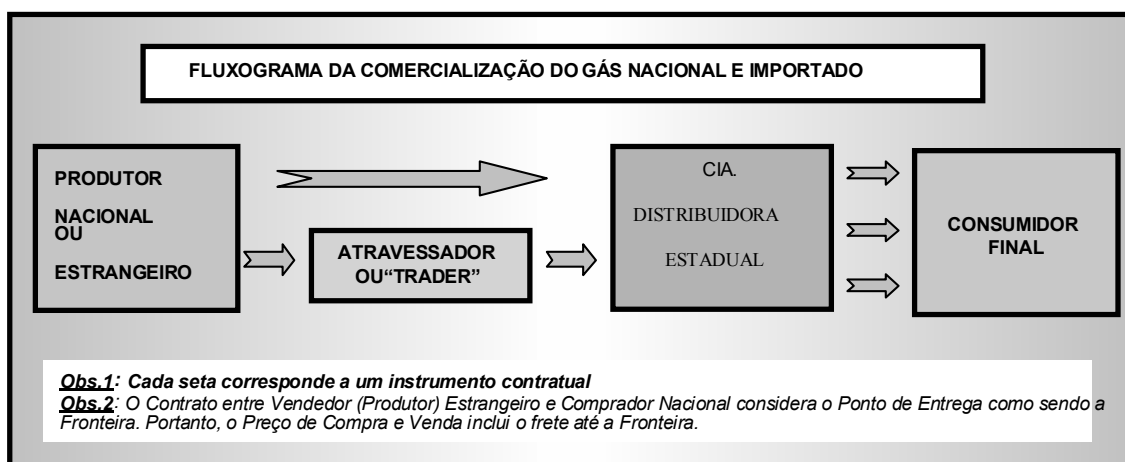 FLUXOGRAMA DA COMERCIALIZAÇÃO DO GÁS NACIONAL E IMPORTADO
PRODUTOR
NACIONAL
OU
ESTRANGEIRO
ATRAVESSADOR
OU“TRADER”
CIA.
DISTRIBUIDORA
ESTADUAL
CONSUMIDOR
FINAL
Obs.1: Cada seta corresponde a um instrumento contratual
Obs.2: O Contrato entre Vendedor (Produtor) Estrangeiro e Comprador Nacional considera o Ponto de Entrega como sendo a
Fronteira. Portanto, o Preço de Compra e Venda inclui o frete até a Fronteira.